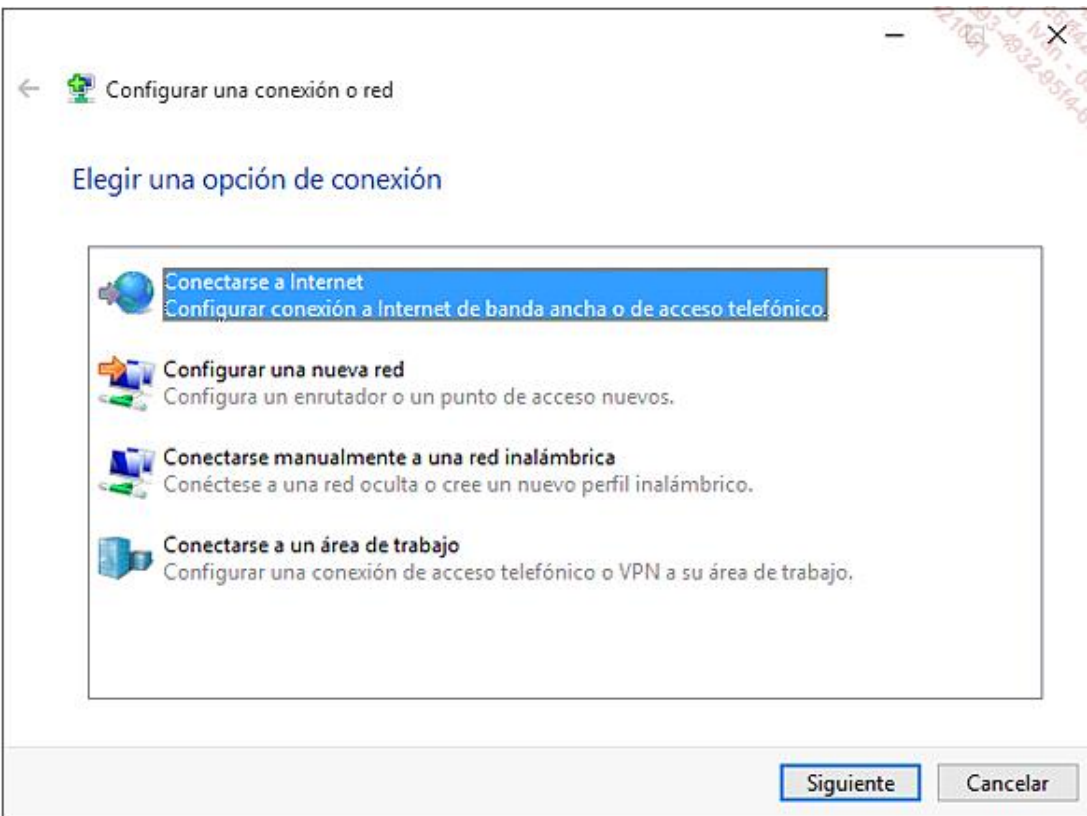 Configurar una conexión o red
Elegir una opción de conexión
Conectarse a Internet
Configurar conexión a Internet de banda ancha o de acceso telefónico.
Configurar una nueva red
Configura un enrutador o un punto de acceso nuevos.
Conectarse manualmente a una red inalámbrica
Conéctese a una red oculta o cree un nuevo perfil inalámbrico.
Conectarse a un área de trabajo
Configurar una conexión de acceso telefónico o VPN a su área de trabajo.
Siguiente
Cancelar